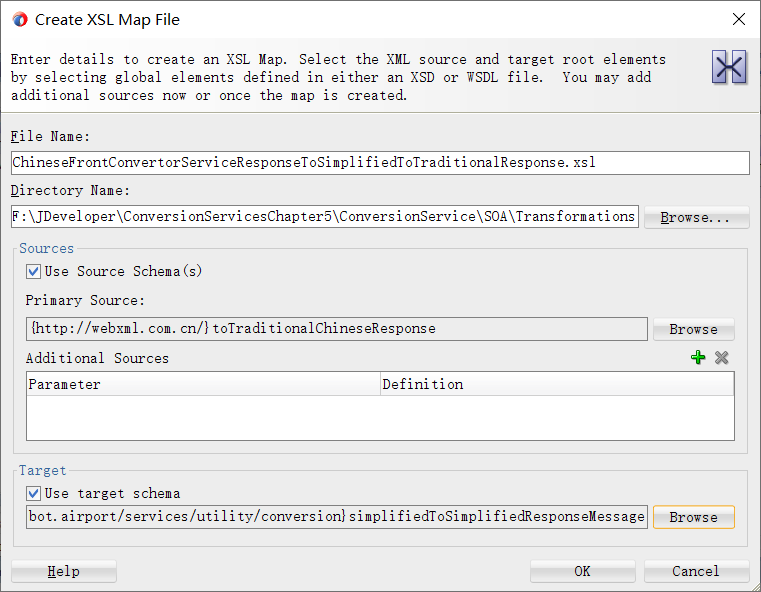 Create XSL Map File
Enter details to create an XSL Map. Select the XML source and target root elements
by selecting global elements defined in either an XSD or WSDL file.  You may add
additional sources now or once the map is created.
File Name:
ChineseFrontConvertorServiceResponseToSimplifiedToTraditionalResponse.xsl
Directory Name:
F:\JDeveloper\ConversionServicesChapter5\ConversionService\SOA\Transformations
Browse...
Sources
Use Source Schema(s)
Primary Source:
{http://webxml.com.cn/}toTraditionalChineseResponse
Browse
Additional Sources
Parameter
Definition
Target
Use target schema
bot.airport/services/utility/conversion}simplifiedToSimplifiedResponseMessage
Browse
Help
OK
Cancel